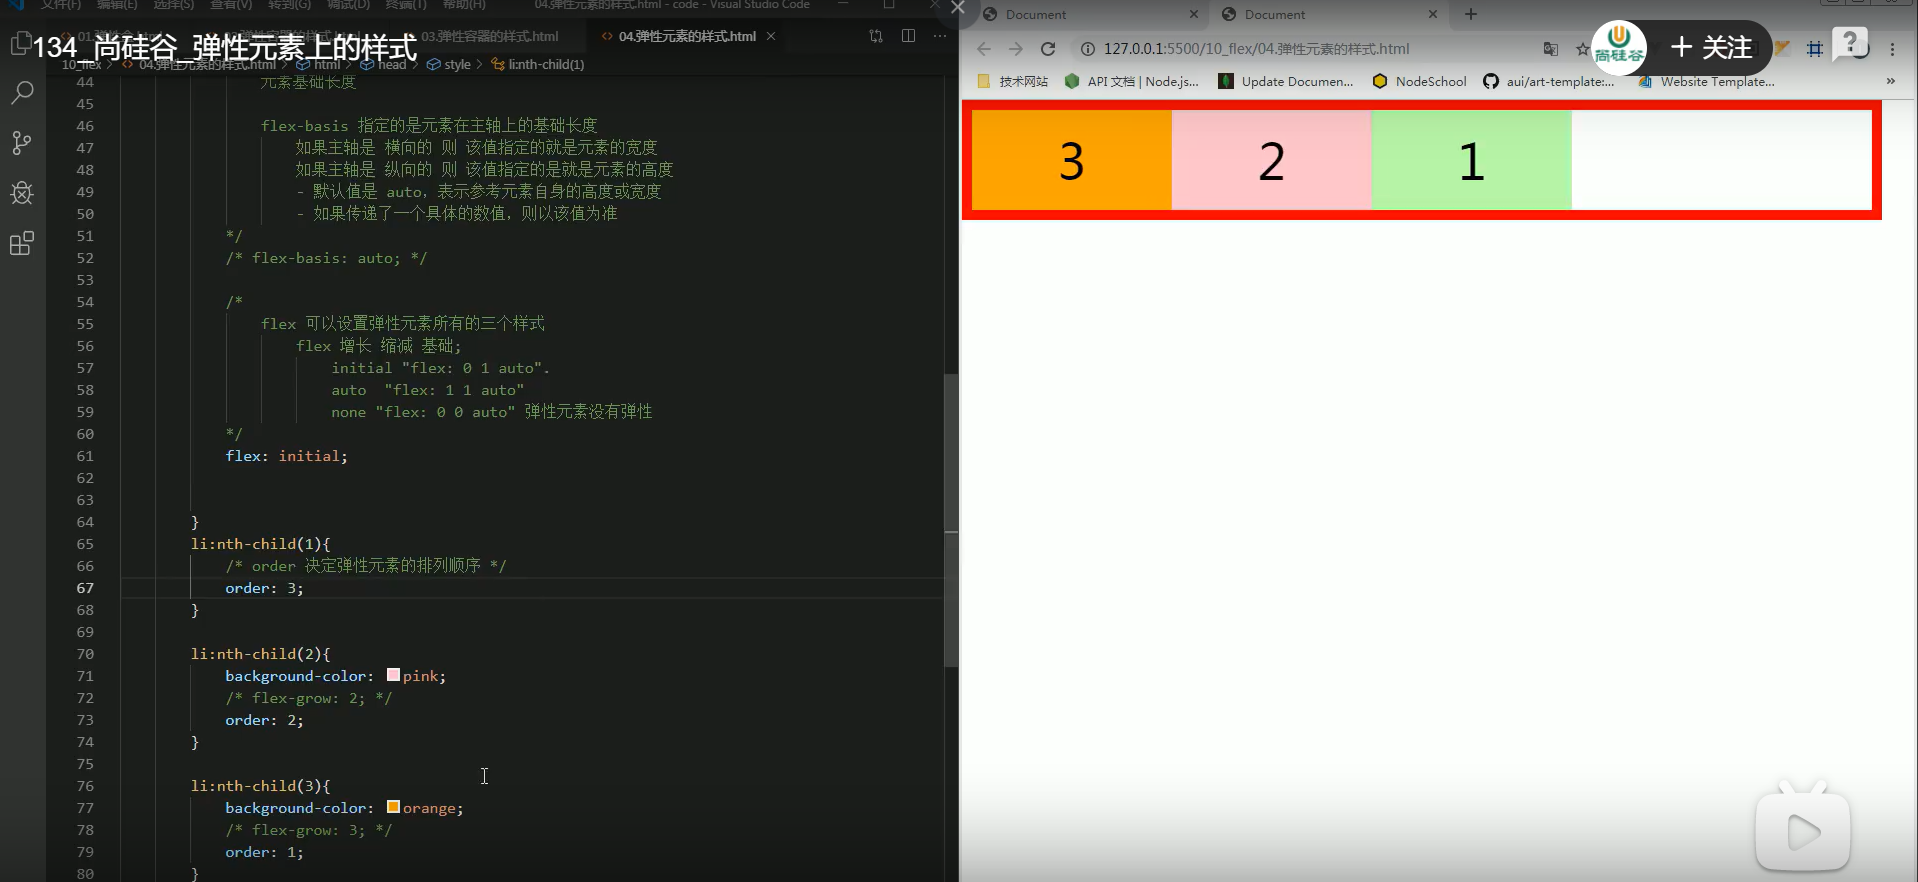 文件(F) 编辑(E) 选择(S) 查看(V) 转到(G) 调试(D) 终端(T) 帮助(H) 04.弹性元素的样式.html - code - Visual Studio Code
134_尚硅谷_弹性元素上的样式
03.弹性容器的样式.html
04.弹性元素的样式.html
10_flex > 04.弹性元素的样式.html > html > head > style > li:nth-child(1)
44 元素基础长度
45
46 flex-basis 指定的是元素在主轴上的基础长度
47 如果主轴是 横向的 则 该值指定的就是元素的宽度
48 如果主轴是 纵向的 则 该值指定的是就是元素的高度
49 - 默认值是 auto，表示参考元素自身的高度或宽度
50 - 如果传递了一个具体的数值，则以该值为准
51 */
52 /* flex-basis: auto; */
53
54 /*
55 flex 可以设置弹性元素所有的三个样式
56 flex 增长 缩减 基础;
57 initial "flex: 0 1 auto".
58 auto "flex: 1 1 auto"
59 none "flex: 0 0 auto" 弹性元素没有弹性
60 */
61 flex: initial;
62
63
64 }
65 li:nth-child(1){
66 /* order 决定弹性元素的排列顺序 */
67 order: 3;
68 }
69
70 li:nth-child(2){
71 background-color: pink;
72 /* flex-grow: 2; */
73 order: 2;
74 }
75
76 li:nth-child(3){
77 background-color: orange;
78 /* flex-grow: 3; */
79 order: 1;
80 }
Document
Document
127.0.0.1:5500/10_flex/04.弹性元素的样式.html
尚硅谷
+ 关注
技术网站 API 文档 | Node.js... Update Documen... NodeSchool aui/art-template:... Website Template... »
3 2 1